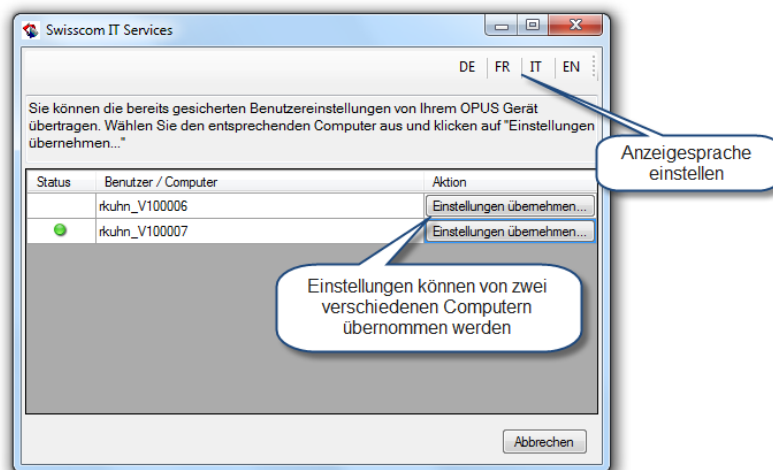 Swisscom IT Services
DE FR IT EN
Sie können die bereits gesicherten Benutzereinstellungen von Ihrem OPUS Gerät
übertragen. Wählen Sie den entsprechenden Computer aus und klicken auf "Einstellungen
übernehmen..."
Anzeigesprache
einstellen
Status Benutzer / Computer Aktion
rkuhn_V100006 Einstellungen übernehmen...
rkuhn_V100007 Einstellungen übernehmen...
Einstellungen können von zwei
verschiedenen Computern
übernommen werden
Abbrechen